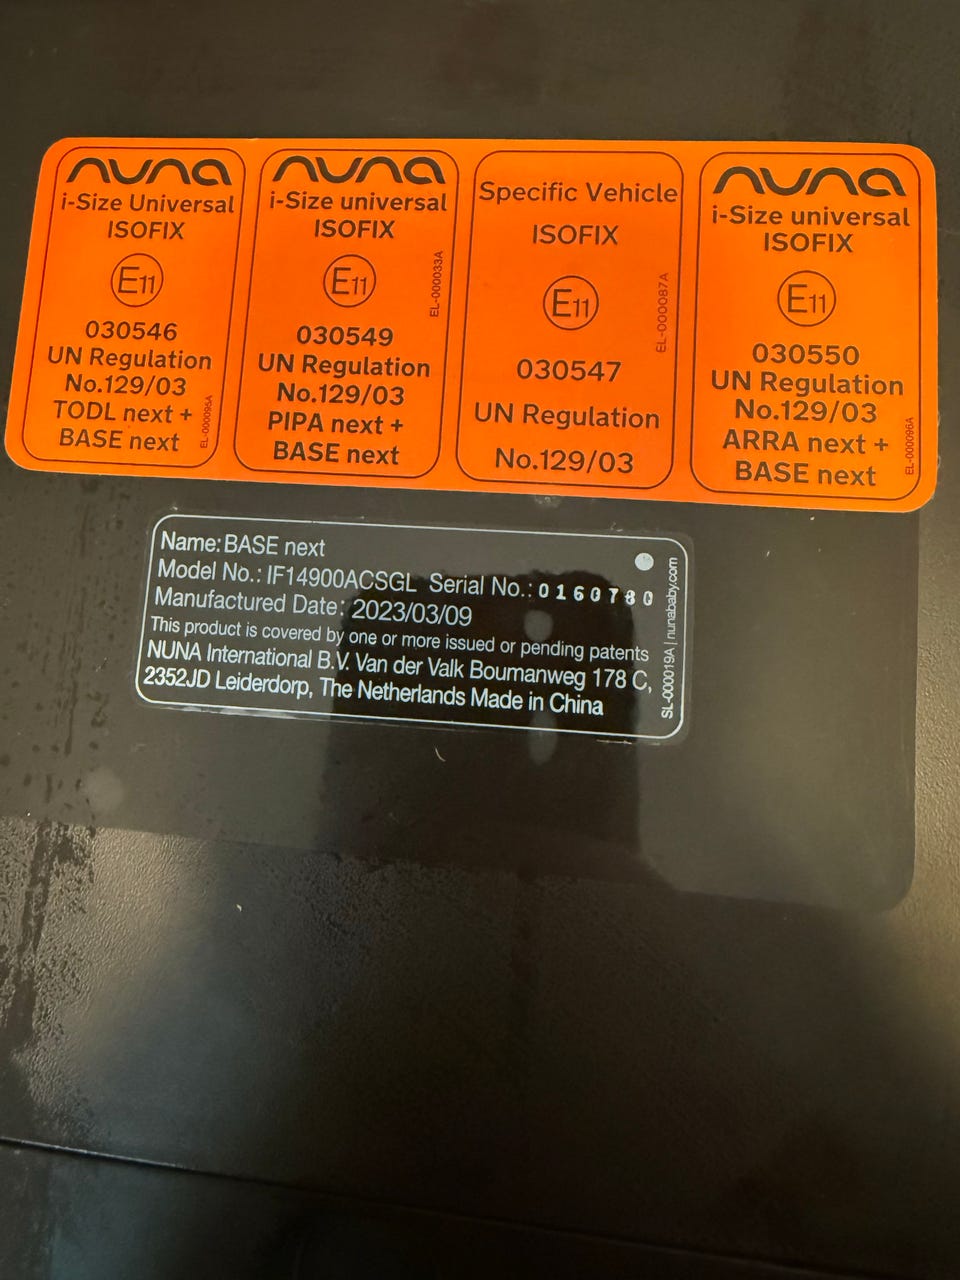 nuna
i-Size Universal
ISOFIX
E11
030546
UN Regulation
No.129/03
TODL next +
BASE next
EL-000095A
nuna
i-Size universal
ISOFIX
E11
030549
UN Regulation
No.129/03
PIPA next +
BASE next
EL-000033A
Specific Vehicle
ISOFIX
E11
030547
UN Regulation
No.129/03
EL-000087A
nuna
i-Size universal
ISOFIX
E11
030550
UN Regulation
No.129/03
ARRA next +
BASE next
EL-000096A
Name: BASE next
Model No.: IF14900ACSGL Serial No.: 0160780
Manufactured Date: 2023/03/09
This product is covered by one or more issued or pending patents
NUNA International B.V. Van der Valk Boumanweg 178 C,
2352JD Leiderdorp, The Netherlands Made in China
SL-000019A | nunababy.com